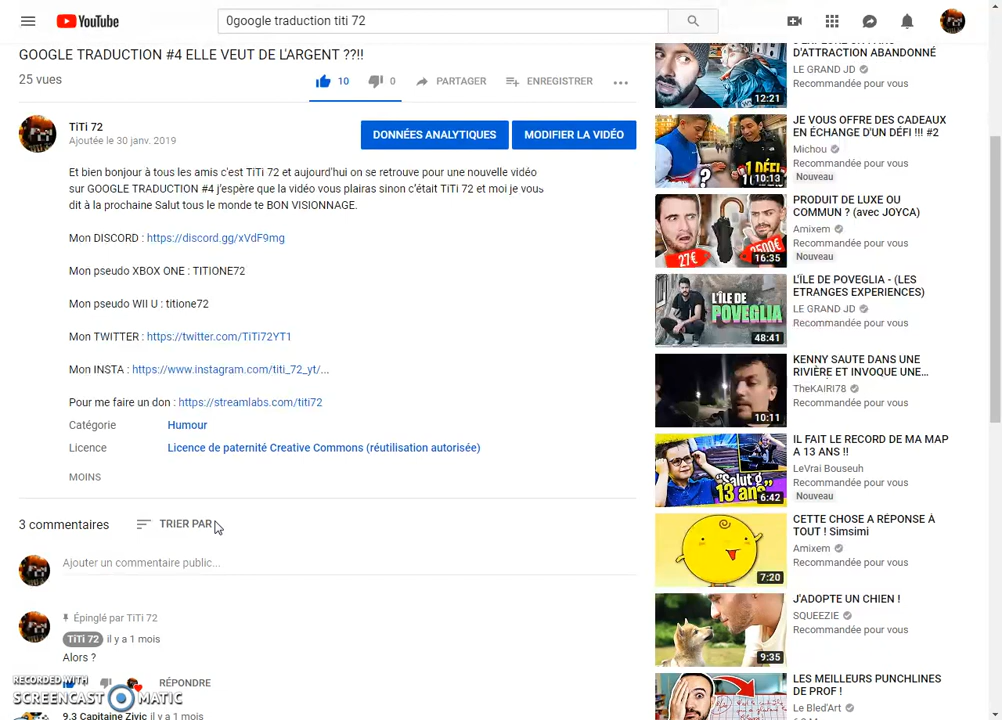 YouTube
0google traduction titi 72
GOOGLE TRADUCTION #4 ELLE VEUT DE L'ARGENT ??!!
25 vues
10
0
PARTAGER
ENREGISTRER
TiTi 72
Ajoutée le 30 janv. 2019
DONNÉES ANALYTIQUES
MODIFIER LA VIDÉO
Et bien bonjour à tous les amis c'est TiTi 72 et aujourd'hui on se retrouve pour une nouvelle vidéo
sur GOOGLE TRADUCTION #4 j'espère que la vidéo vous plairas sinon c'était TiTi 72 et moi je vous
dit à la prochaine Salut tous le monde te BON VISIONNAGE.
Mon DISCORD : https://discord.gg/xVdF9mg
Mon pseudo XBOX ONE : TITIONE72
Mon pseudo WII U : titione72
Mon TWITTER : https://twitter.com/TiTi72YT1
Mon INSTA : https://www.instagram.com/titi_72_yt/...
Pour me faire un don : https://streamlabs.com/titi72
Catégorie
Humour
Licence
Licence de paternité Creative Commons (réutilisation autorisée)
MOINS
3 commentaires
TRIER PAR
Ajouter un commentaire public...
Épinglé par TiTi 72
TiTi 72 il y a 1 mois
Alors ?
RÉPONDRE
9.3 Capitaine Zivic il y a 1 mois
RECORDED WITH
SCREENCAST MATIC
D'ATTRACTION ABANDONNÉ
LE GRAND JD
Recommandée pour vous
12:21
JE VOUS OFFRE DES CADEAUX
EN ÉCHANGE D'UN DÉFI !!! #2
Michou
Recommandée pour vous
Nouveau
1 DÉFI
?
10:13
PRODUIT DE LUXE OU
COMMUN ? (avec JOYCA)
Amixem
Recommandée pour vous
Nouveau
27€
3500€
16:35
L'ÎLE DE POVEGLIA - (LES
ETRANGES EXPERIENCES)
LE GRAND JD
Recommandée pour vous
L'ÎLE DE
POVEGLIA
48:41
KENNY SAUTE DANS UNE
RIVIÈRE ET INVOQUE UNE...
TheKAIRI78
Recommandée pour vous
10:11
IL FAIT LE RECORD DE MA MAP
A 13 ANS !!
LeVrai Bouseuh
Recommandée pour vous
Nouveau
"Salut g
13 ans"
6:42
CETTE CHOSE A RÉPONSE À
TOUT ! Simsimi
Amixem
Recommandée pour vous
7:20
J'ADOPTE UN CHIEN !
SQUEEZIE
Recommandée pour vous
9:35
LES MEILLEURS PUNCHLINES
DE PROF !
Le Bled'Art
Recommandée pour vous